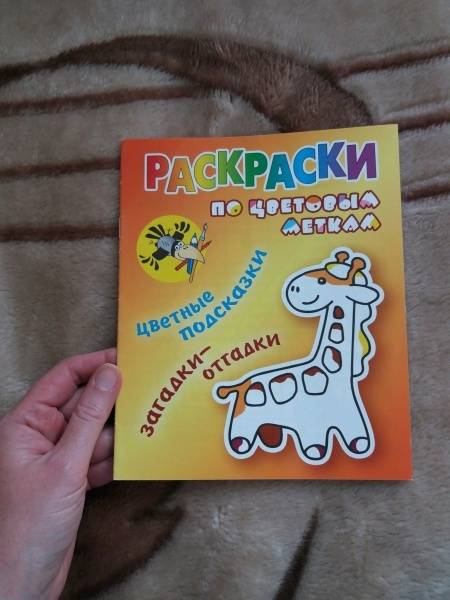 РАСКРАСКИ
ПО ЦВЕТОВЫМ
МЕТКАМ
цветные
подсказки
загадки-
отгадки